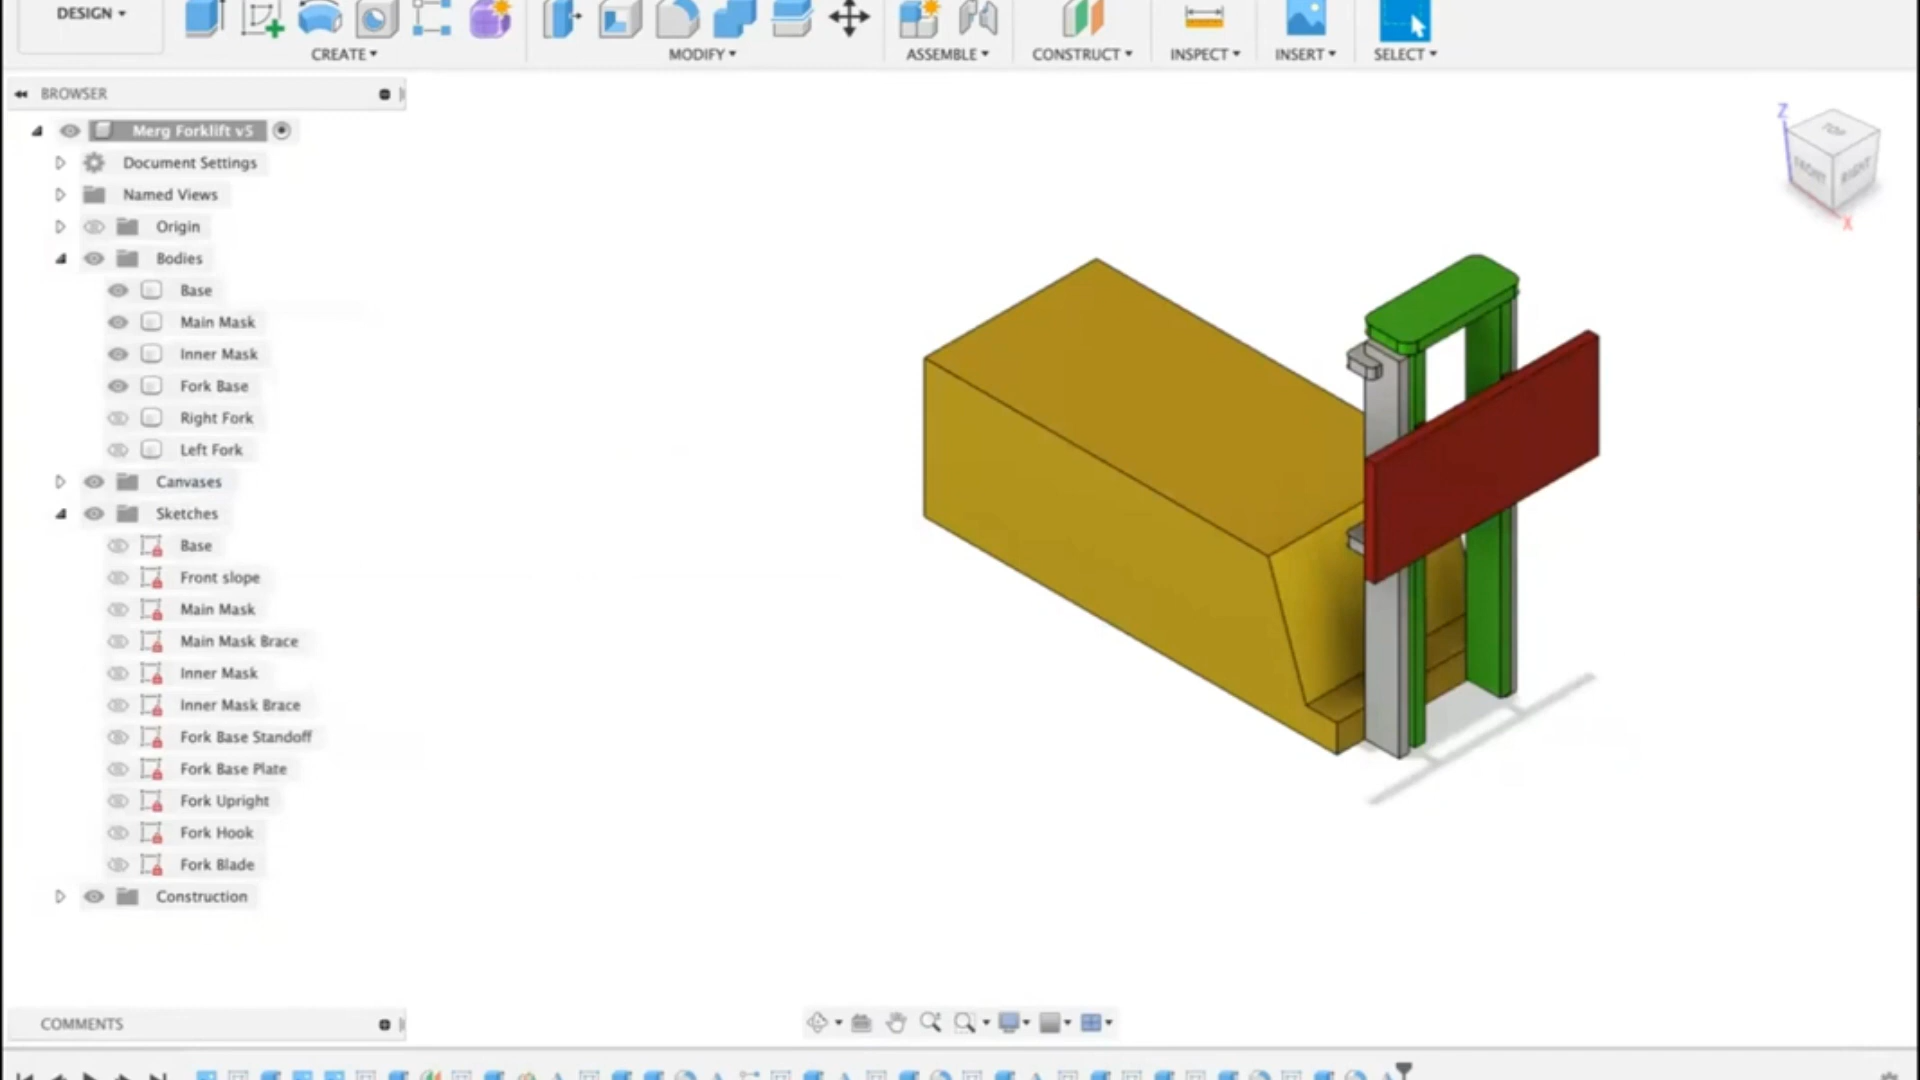 DESIGN
CREATE
MODIFY
ASSEMBLE
CONSTRUCT
INSPECT
INSERT
SELECT
BROWSER
Merg Forklift v5
Document Settings
Named Views
Origin
Bodies
Base
Main Mask
Inner Mask
Fork Base
Right Fork
Left Fork
Canvases
Sketches
Base
Front slope
Main Mask
Main Mask Brace
Inner Mask
Inner Mask Brace
Fork Base Standoff
Fork Base Plate
Fork Upright
Fork Hook
Fork Blade
Construction
COMMENTS
Z
TOP
FRONT
RIGHT
X